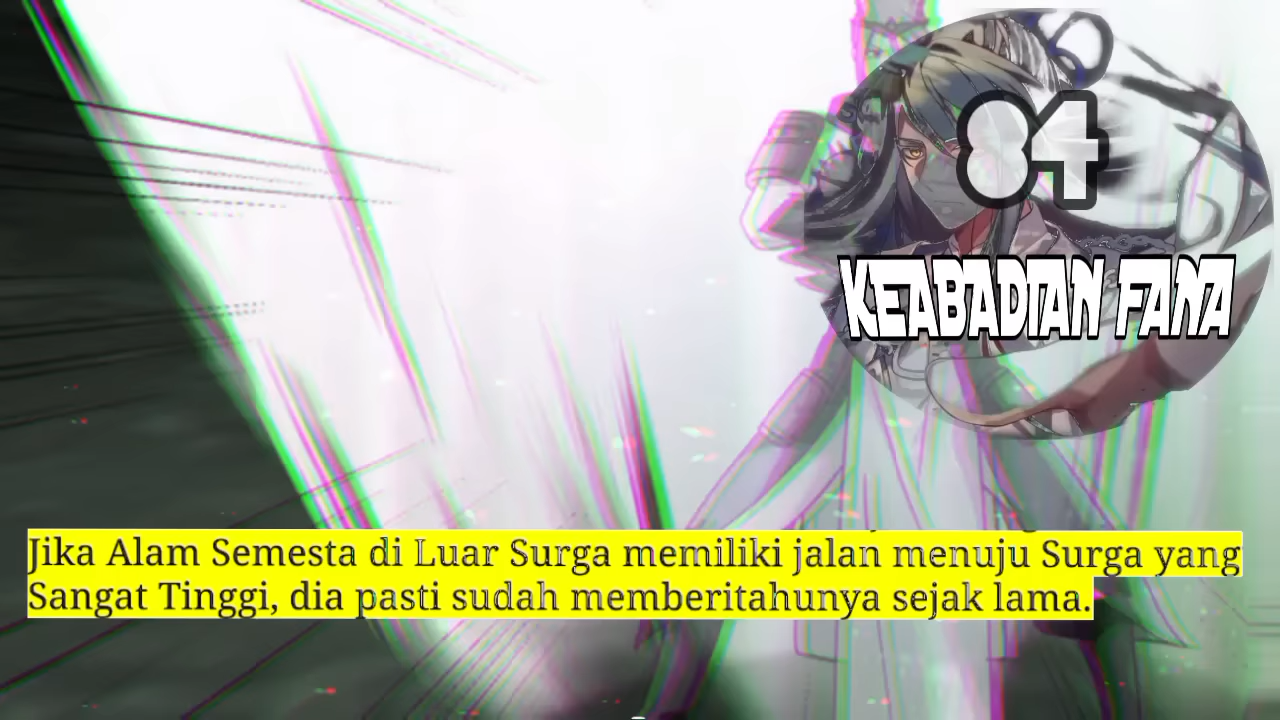 84
KEABADIAN FANA
Jika Alam Semesta di Luar Surga memiliki jalan menuju Surga yang
Sangat Tinggi, dia pasti sudah memberitahunya sejak lama.